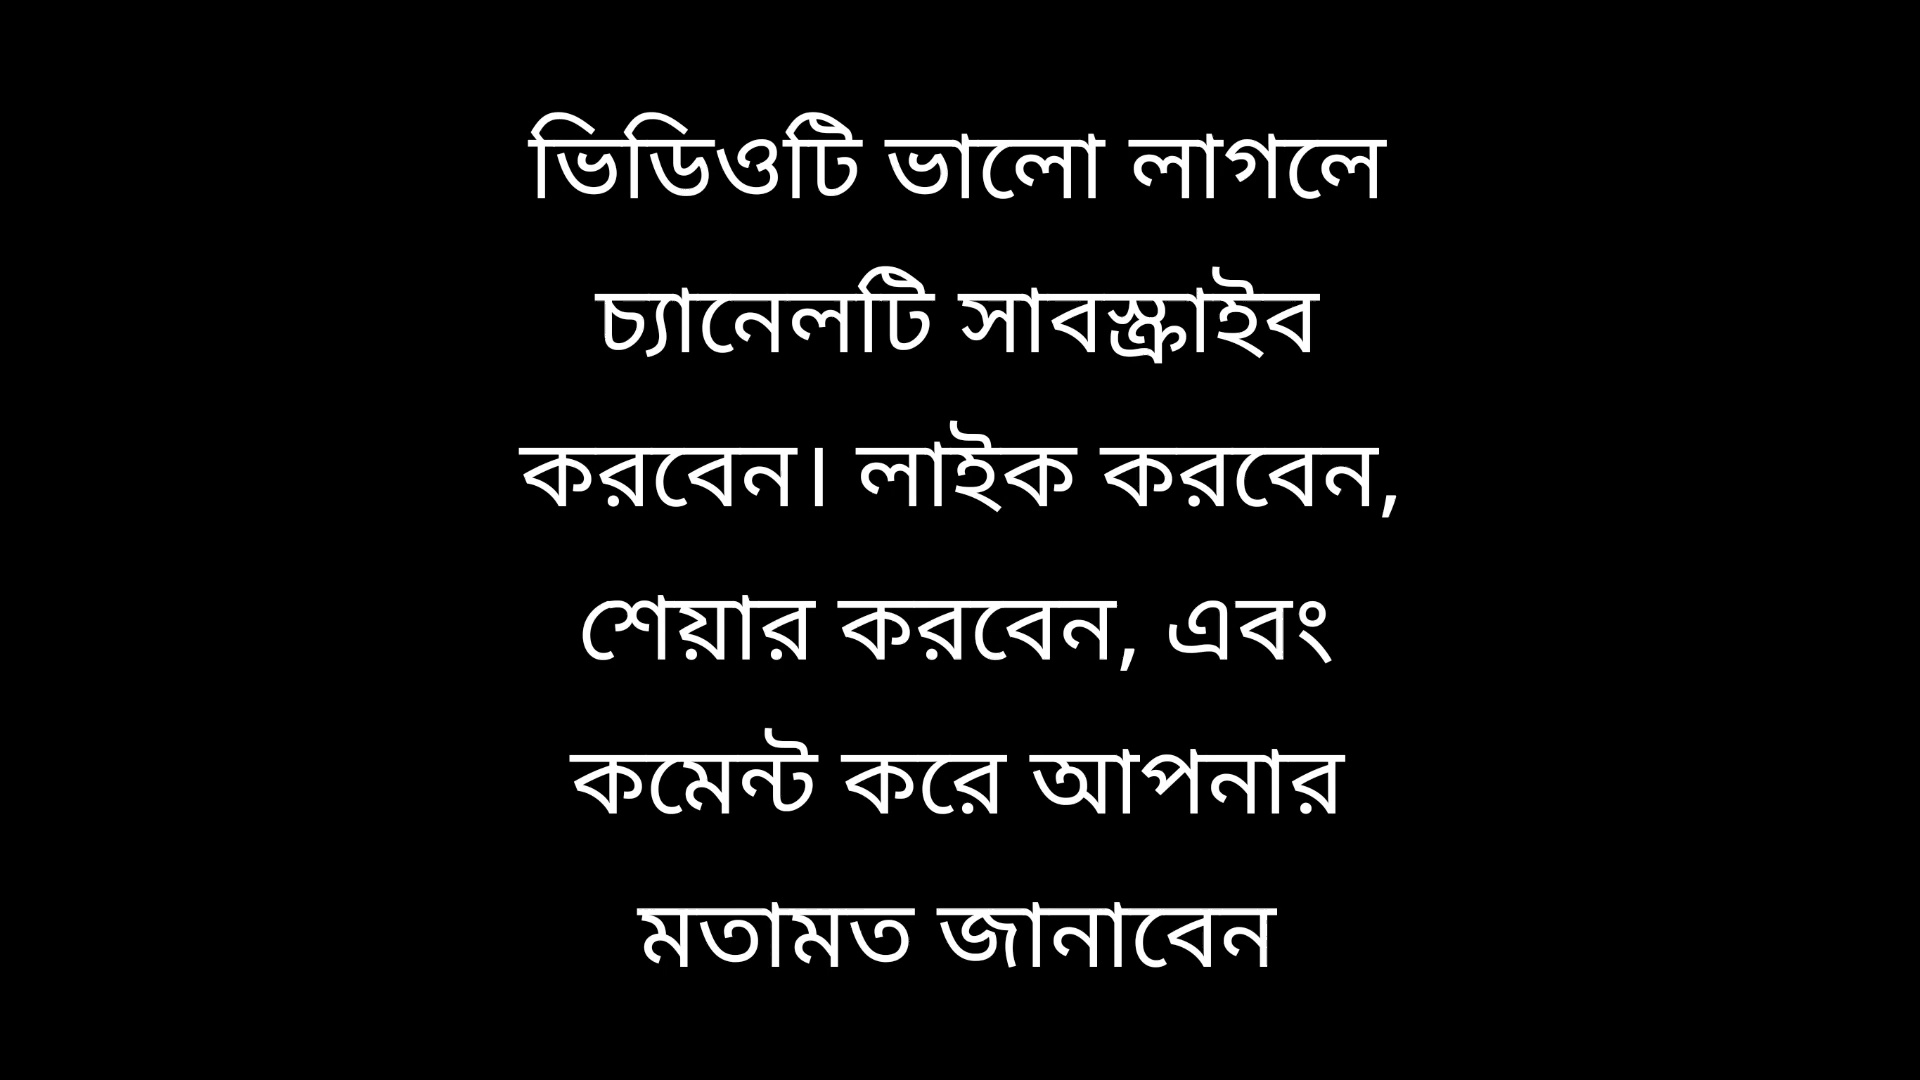 ভিডিওটি ভালো লাগলে
চ্যানেলটি সাবস্ক্রাইব
করবেন। লাইক করবেন,
শেয়ার করবেন, এবং
কমেন্ট করে আপনার
মতামত জানাবেন